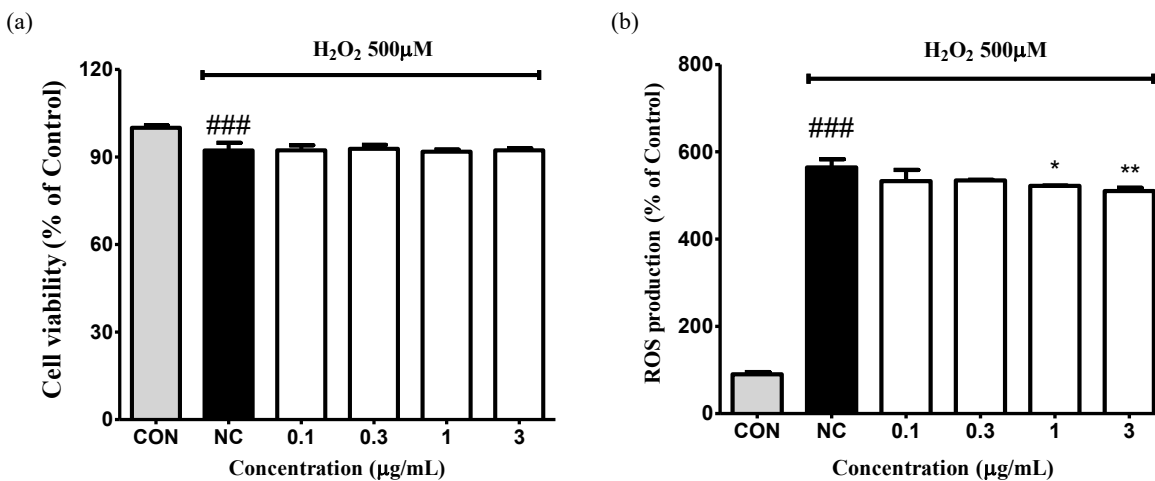 (a)
H₂O₂ 500μM
Cell viability (% of Control)
120
90
60
30
0
###
CON NC 0.1 0.3 1 3
Concentration (μg/mL)
(b)
H₂O₂ 500μM
ROS production (% of Control)
800
600
400
200
0
###
*
**
CON NC 0.1 0.3 1 3
Concentration (μg/mL)